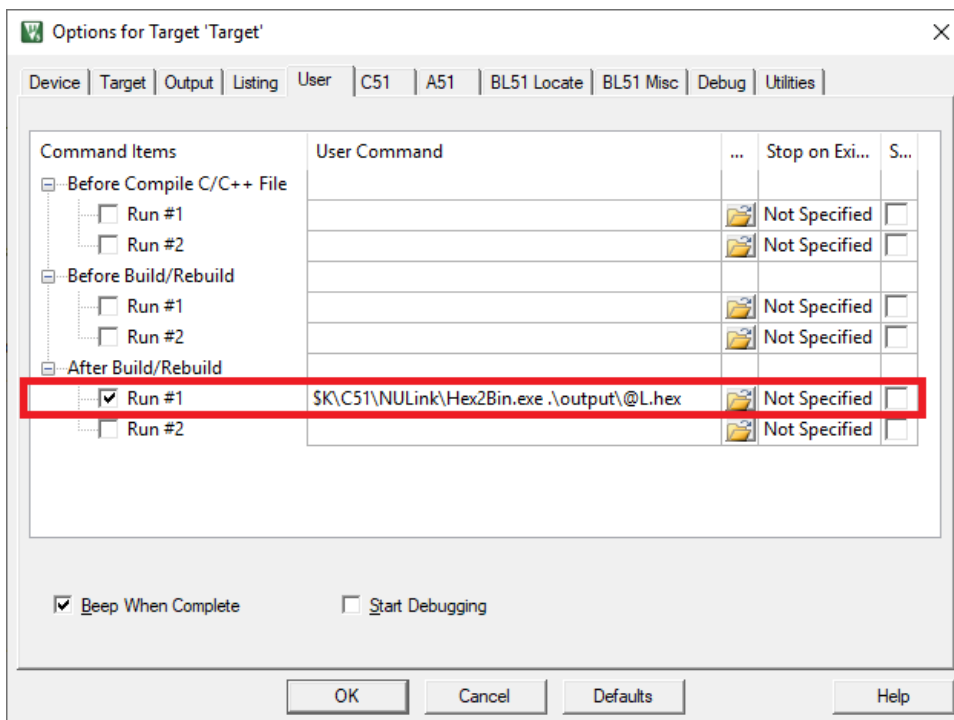 Options for Target 'Target'
Device Target Output Listing User C51 A51 BL51 Locate BL51 Misc Debug Utilities
Command Items User Command ... Stop on Exi... S...
Before Compile C/C++ File
Run #1 Not Specified
Run #2 Not Specified
Before Build/Rebuild
Run #1 Not Specified
Run #2 Not Specified
After Build/Rebuild
Run #1 $K\C51\NULink\Hex2Bin.exe .\output\@L.hex Not Specified
Run #2 Not Specified
Beep When Complete Start Debugging
OK Cancel Defaults Help